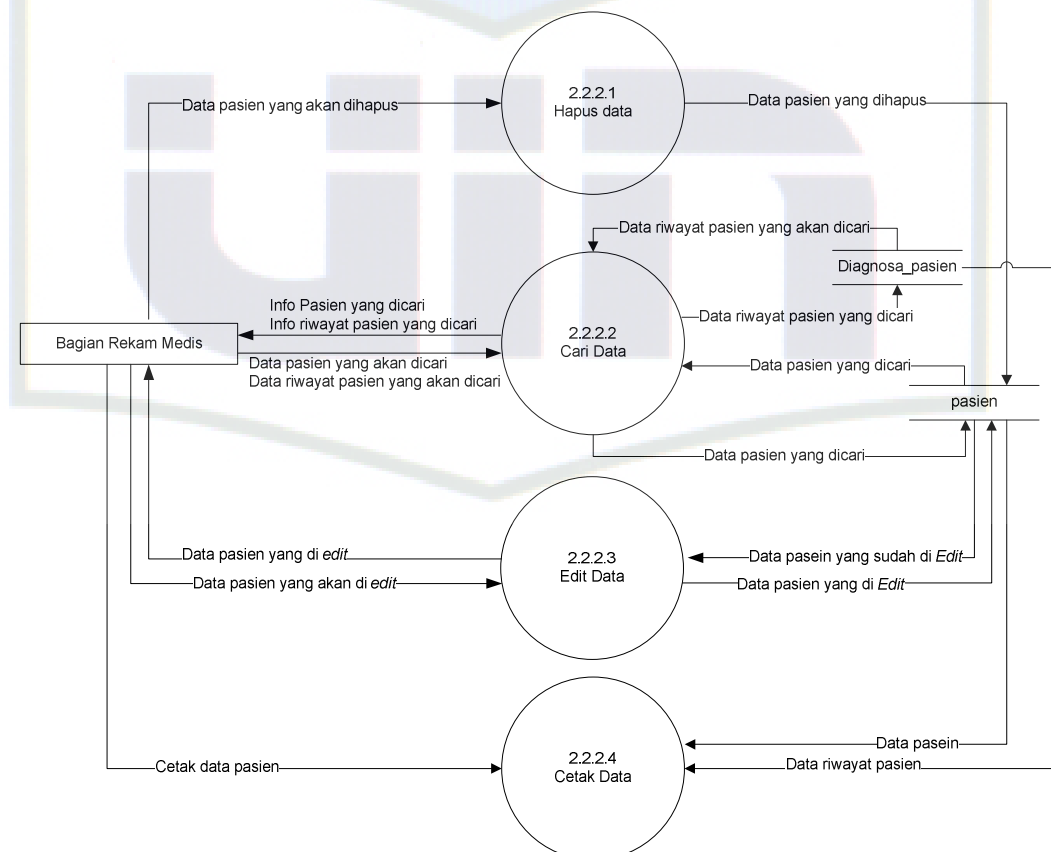 2.2.2.1
Hapus data
Data pasien yang akan dihapus
Data pasien yang dihapus
Data riwayat pasien yang akan dicari
Diagnosa_pasien
Info Pasien yang dicari
Info riwayat pasien yang dicari
Data riwayat pasien yang dicari
Bagian Rekam Medis
2.2.2.2
Cari Data
Data pasien yang akan dicari
Data riwayat pasien yang akan dicari
Data pasien yang dicari
pasien
Data pasien yang dicari
Data pasien yang di edit
2.2.2.3
Edit Data
Data pasein yang sudah di Edit
Data pasien yang akan di edit
Data pasien yang di Edit
Data pasein
2.2.2.4
Cetak Data
Cetak data pasien
Data riwayat pasien
uin